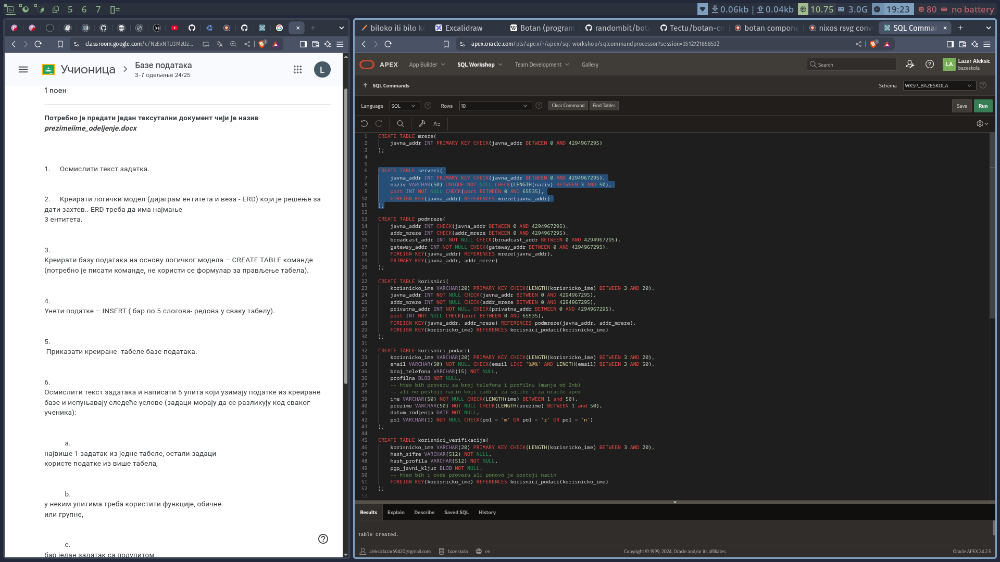 5 6 7 []=
0.06kb | 0.04kb 10.75 3.0G 19:23 80 no battery
classroom.google.com/c/NzExNTU3MzUz...
Учионица
Базе података
3-7 одељење 24/25
L
1 поен
Потребно је предати један тексутални документ чији је назив
prezimeiime_odeljenje.docx
1. Осмислити текст задатка.
2. Креирати логички модел (дијаграм ентитета и веза - ERD) који је решење за
дати захтев.. ERD треба да има најмање
3 ентитета.
3.
Креирати базу података на основу логичког модела – CREATE TABLE команде
(потребно је писати команде, не користи се формулар за прављење табела).
4.
Унети податке – INSERT ( бар по 5 слогова- редова у сваку табелу).
5.
Приказати креиране табеле базе података.
6.
Осмислити текст задатака и написати 5 упита који узимају податке из креиране
базе и испуњавају следеће услове (задаци морају да се разликују код сваког
ученика):
a.
највише 1 задатак из једне табеле, остали задаци
користе податке из више табела,
b.
у неким упитима треба користити функције, обичне
или групне,
c.
бар један задатак са подупитом.
biloko ili bilo ko
Excalidraw
Botan (program
randombit/bota
Tectu/botan-cm
botan compone
nixos rsvg conv
SQL Comman
apex.oracle.com/pls/apex/r/apex/sql-workshop/sqlcommandprocessor?session=3512721858532
APEX
App Builder
SQL Workshop
Team Development
Gallery
Search
LA
Lazar Aleksic
bazeskola
SQL Commands
Schema WKSP_BAZESKOLA
Language SQL Rows 10 Clear Command Find Tables Save Run
1 CREATE TABLE mreze(
2 javna_addr INT PRIMARY KEY CHECK(javna_addr BETWEEN 0 AND 4294967295)
3 );
4
5
6 CREATE TABLE serveri(
7 javna_addr INT PRIMARY KEY CHECK(javna_addr BETWEEN 0 AND 4294967295),
8 naziv VARCHAR(50) UNIQUE NOT NULL CHECK(LENGTH(naziv) BETWEEN 3 AND 50),
9 port INT NOT NULL CHECK(port BETWEEN 0 AND 65535),
10 FOREIGN KEY(javna_addr) REFERENCES mreze(javna_addr)
11 );
12
13 CREATE TABLE podmreze(
14 javna_addr INT CHECK(javna_addr BETWEEN 0 AND 4294967295),
15 addr_mreze INT CHECK(addr_mreze BETWEEN 0 AND 4294967295),
16 broadcast_addr INT NOT NULL CHECK(broadcast_addr BETWEEN 0 AND 4294967295),
17 gateway_addr INT NOT NULL CHECK(gateway_addr BETWEEN 0 AND 4294967295),
18 FOREIGN KEY(javna_addr) REFERENCES mreze(javna_addr),
19 PRIMARY KEY(javna_addr, addr_mreze)
20 );
21
22 CREATE TABLE korisnici(
23 korisnicko_ime VARCHAR(20) PRIMARY KEY CHECK(LENGTH(korisnicko_ime) BETWEEN 3 AND 20),
24 javna_addr INT NOT NULL CHECK(javna_addr BETWEEN 0 AND 4294967295),
25 addr_mreze INT NOT NULL CHECK(addr_mreze BETWEEN 0 AND 4294967295),
26 privatna_addr INT NOT NULL CHECK(privatna_addr BETWEEN 0 AND 4294967295),
27 port INT NOT NULL CHECK(port BETWEEN 0 AND 65535),
28 FOREIGN KEY(javna_addr, addr_mreze) REFERENCES podmreze(javna_addr, addr_mreze),
29 FOREIGN KEY(korisnicko_ime) REFERENCES korisnici_podaci(korisnicko_ime)
30 );
31
32 CREATE TABLE korisnici_podaci(
33 korisnicko_ime VARCHAR(20) PRIMARY KEY CHECK(LENGTH(korisnicko_ime) BETWEEN 3 AND 20),
34 email VARCHAR(50) NOT NULL CHECK(email LIKE '%@%' AND LENGTH(email) BETWEEN 3 AND 50),
35 broj_telefona VARCHAR(15) NOT NULL,
36 profilna BLOB NOT NULL,
37 -- hteo bih proveru za broj telefona i profilnu (manje od 2mb)
38 -- ali ne postoji nacin koji radi i za sqlite i za oracle apex
39 ime VARCHAR(50) NOT NULL CHECK(LENGTH(ime) BETWEEN 1 and 50),
40 prezime VARCHAR(50) NOT NULL CHECK(LENGTH(prezime) BETWEEN 1 and 50),
41 datum_rodjenja DATE NOT NULL,
42 pol VARCHAR(1) NOT NULL CHECK(pol = 'm' OR pol = 'z' OR pol = 'n')
43 );
44
45 CREATE TABLE korisnici_verifikacije(
46 korisnicko_ime VARCHAR(20) PRIMARY KEY CHECK(LENGTH(korisnicko_ime) BETWEEN 3 AND 20),
47 hash_sifre VARCHAR(512) NOT NULL,
48 hash_profila VARCHAR(512) NOT NULL,
49 pgp_javni_kljuc BLOB NOT NULL,
50 -- hteo bih i ovde proveru ali ponovo je postoji nacin
51 FOREIGN KEY(korisnicko_ime) REFERENCES korisnici_podaci(korisnicko_ime)
52 );
53
Results Explain Describe Saved SQL History
Table created.
aleksiclazar69420@gmail.com bazeskola en
Copyright © 1999, 2024, Oracle and/or its affiliates.
Oracle APEX 24.2.5